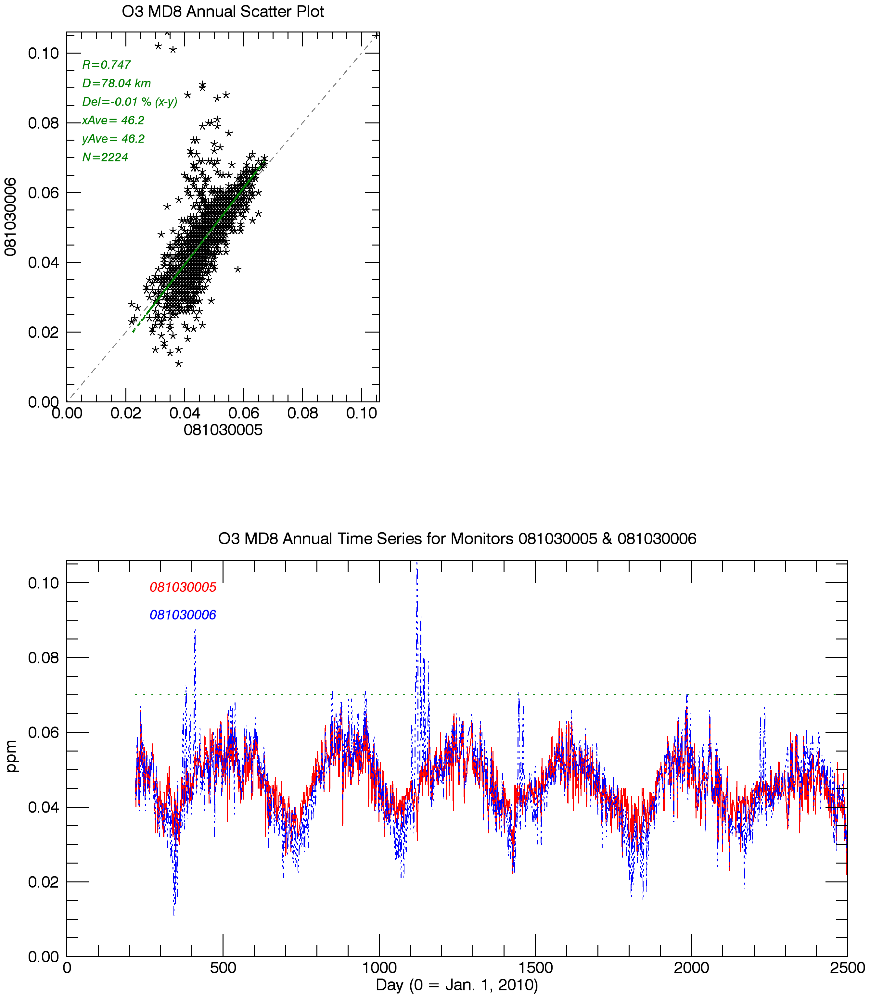 O3 MD8 Annual Scatter Plot
0.10
0.08
0.06
0.04
0.02
0.00
081030006
R=0.747
D=78.04 km
Del=-0.01 % (x-y)
xAve= 46.2
yAve= 46.2
N=2224
0.00 0.02 0.04 0.06 0.08 0.10
081030005
O3 MD8 Annual Time Series for Monitors 081030005 & 081030006
0.10
0.08
0.06
0.04
0.02
0.00
ppm
081030005
081030006
0 500 1000 1500 2000 2500
Day (0 = Jan. 1, 2010)